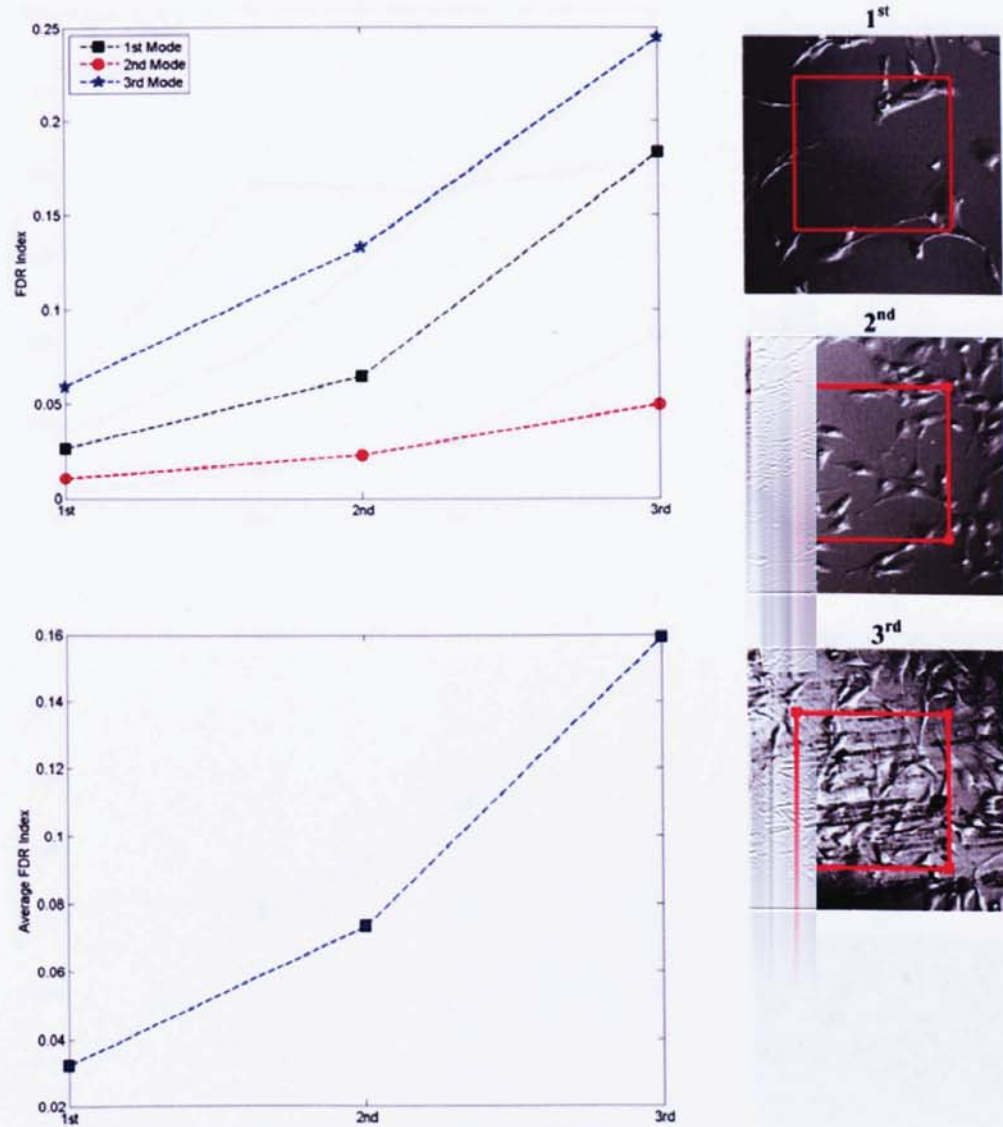 0.25
0.2
0.15
0.1
0.05
0
FDR Index
1st Mode
2nd Mode
3rd Mode
1st
2nd
3rd
0.16
0.14
0.12
0.1
0.08
0.06
0.04
0.02
Average FDR Index
1st
2nd
3rd
1st
2nd
3rd